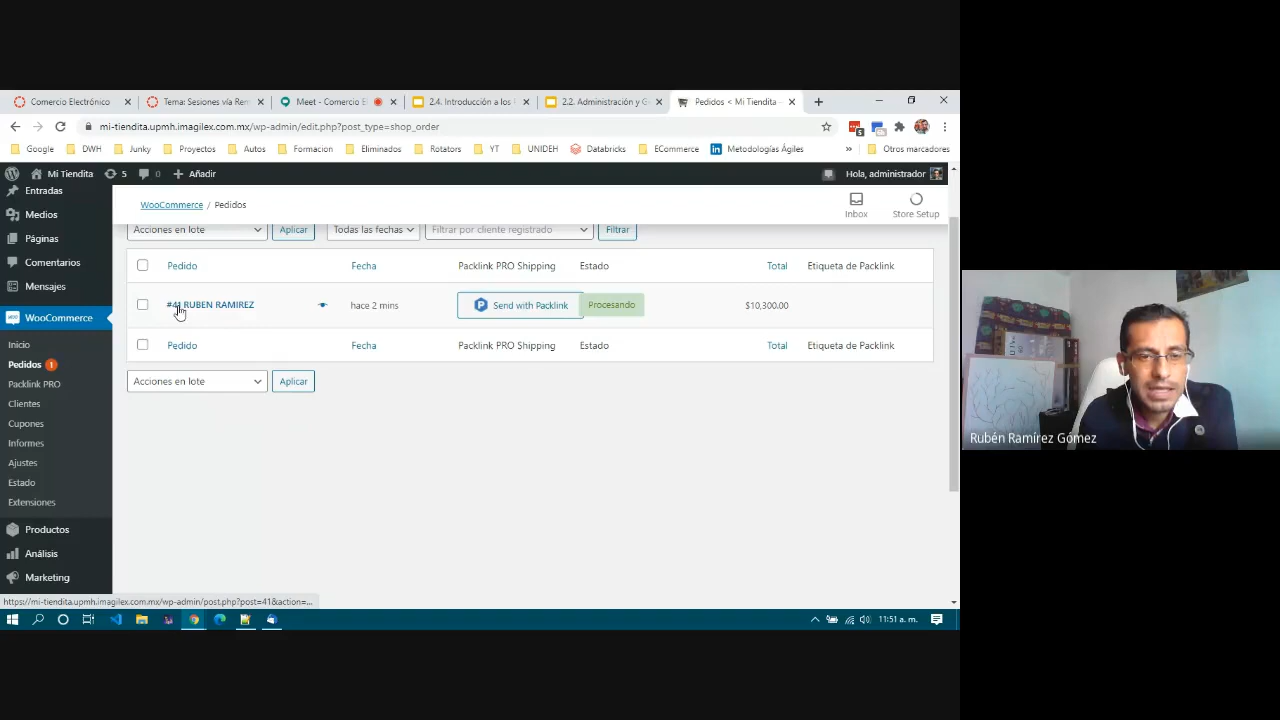 Comercio Electrónico
Tema: Sesiones vía Rem
Meet - Comercio El
2.4. Introducción a los
2.2. Administración y G
Pedidos < Mi Tiendita
mi-tiendita.upmh.imagilex.com.mx/wp-admin/edit.php?post_type=shop_order
Google
DWH
Junky
Proyectos
Autos
Formacion
Eliminados
Rotators
YT
UNIDEH
Databricks
ECommerce
Metodologías Ágiles
»
Otros marcadores
Mi Tiendita
5
0
Añadir
Hola, administrador
Entradas
Medios
Páginas
Comentarios
Mensajes
WooCommerce
Inicio
Pedidos 1
Packlink PRO
Clientes
Cupones
Informes
Ajustes
Estado
Extensiones
Productos
Análisis
Marketing
WooCommerce / Pedidos
Inbox
Store Setup
Acciones en lote
Aplicar
Todas las fechas
Filtrar por cliente registrado
Filtrar
Pedido
Fecha
Packlink PRO Shipping
Estado
Total
Etiqueta de Packlink
#41 RUBEN RAMIREZ
hace 2 mins
Send with Packlink
Procesando
$10,300.00
Pedido
Fecha
Packlink PRO Shipping
Estado
Total
Etiqueta de Packlink
Acciones en lote
Aplicar
https://mi-tiendita.upmh.imagilex.com.mx/wp-admin/post.php?post=41&action=...
11:51 a. m.
Rubén Ramírez Gómez